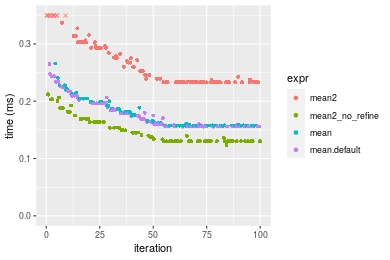 time (ms)
0.3
0.2
0.1
0.0
0
25
50
75
100
iteration
expr
mean2
mean2_no_refine
mean
mean.default